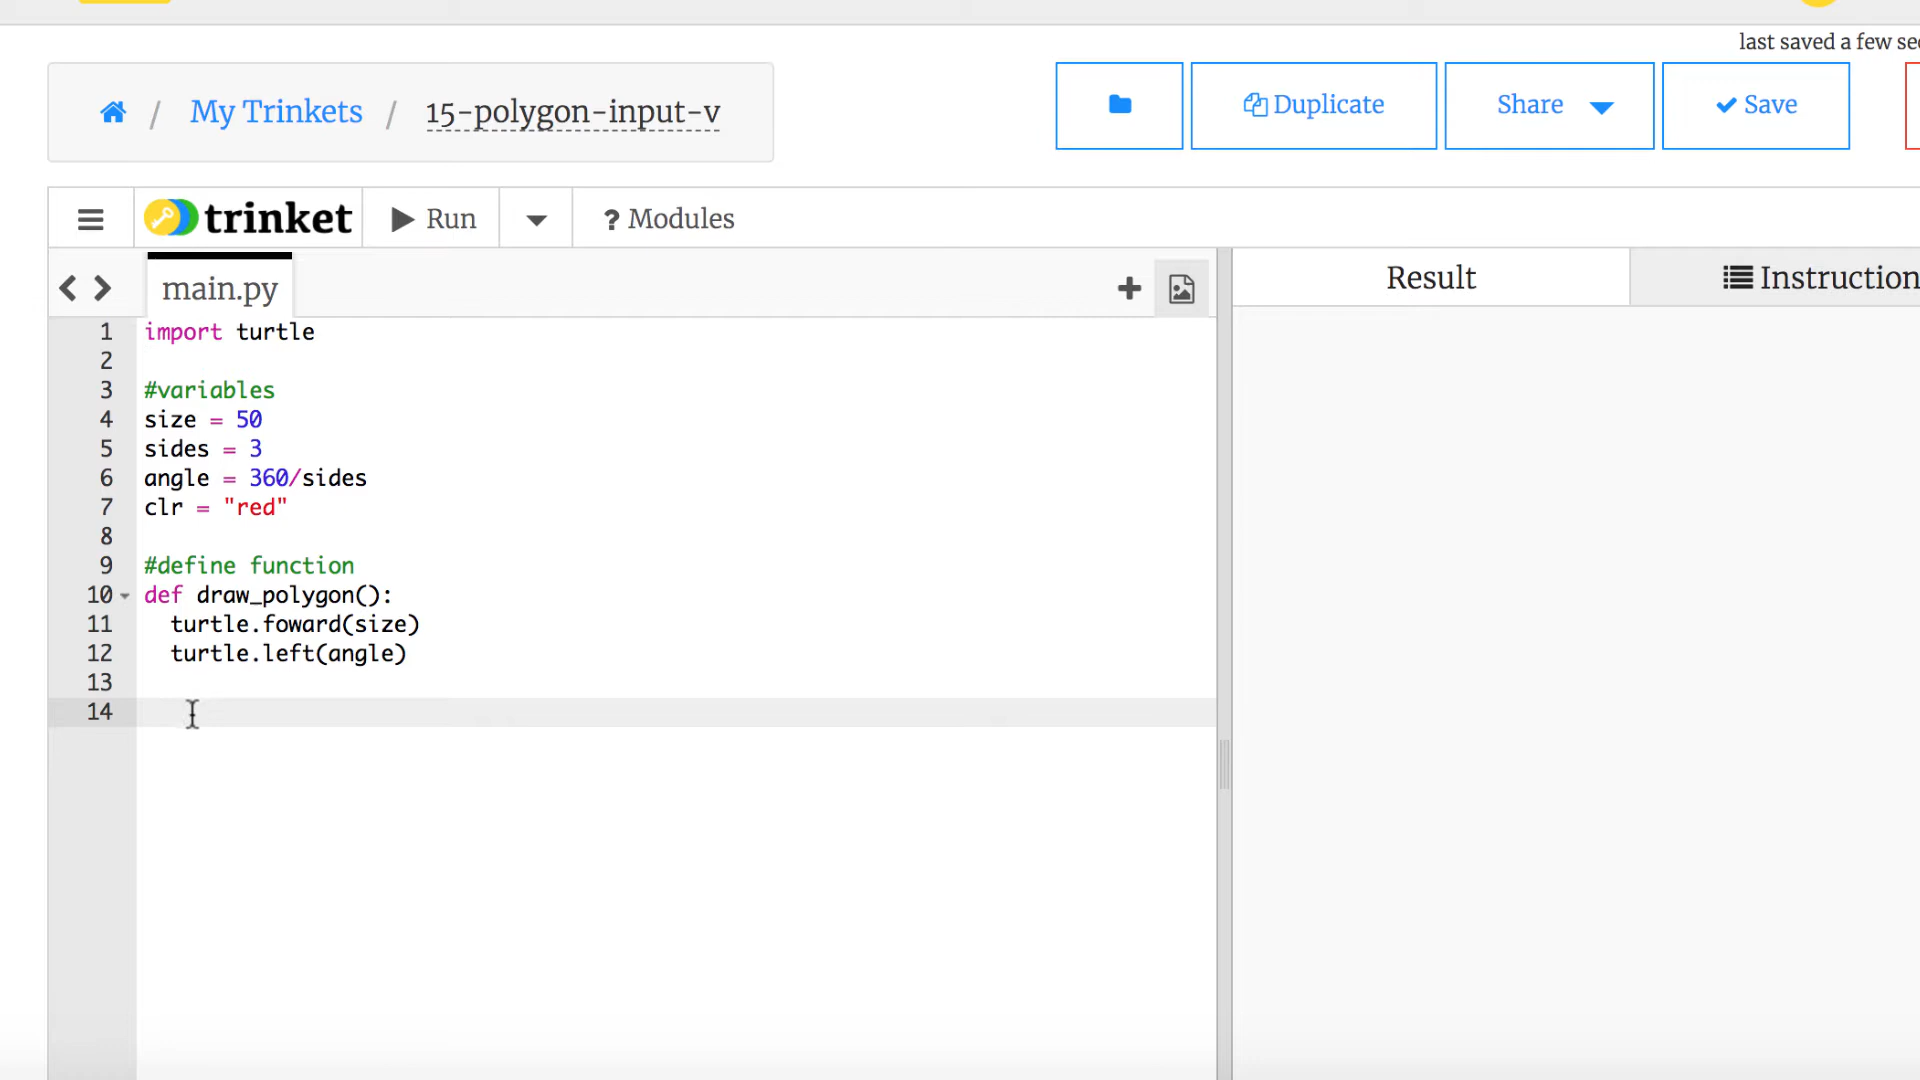 last saved a few se
/ My Trinkets / 15-polygon-input-v
Duplicate
Share
Save
trinket
Run
? Modules
main.py
Result
Instruction
1 import turtle
2
3 #variables
4 size = 50
5 sides = 3
6 angle = 360/sides
7 clr = "red"
8
9 #define function
10 def draw_polygon():
11 turtle.foward(size)
12 turtle.left(angle)
13
14